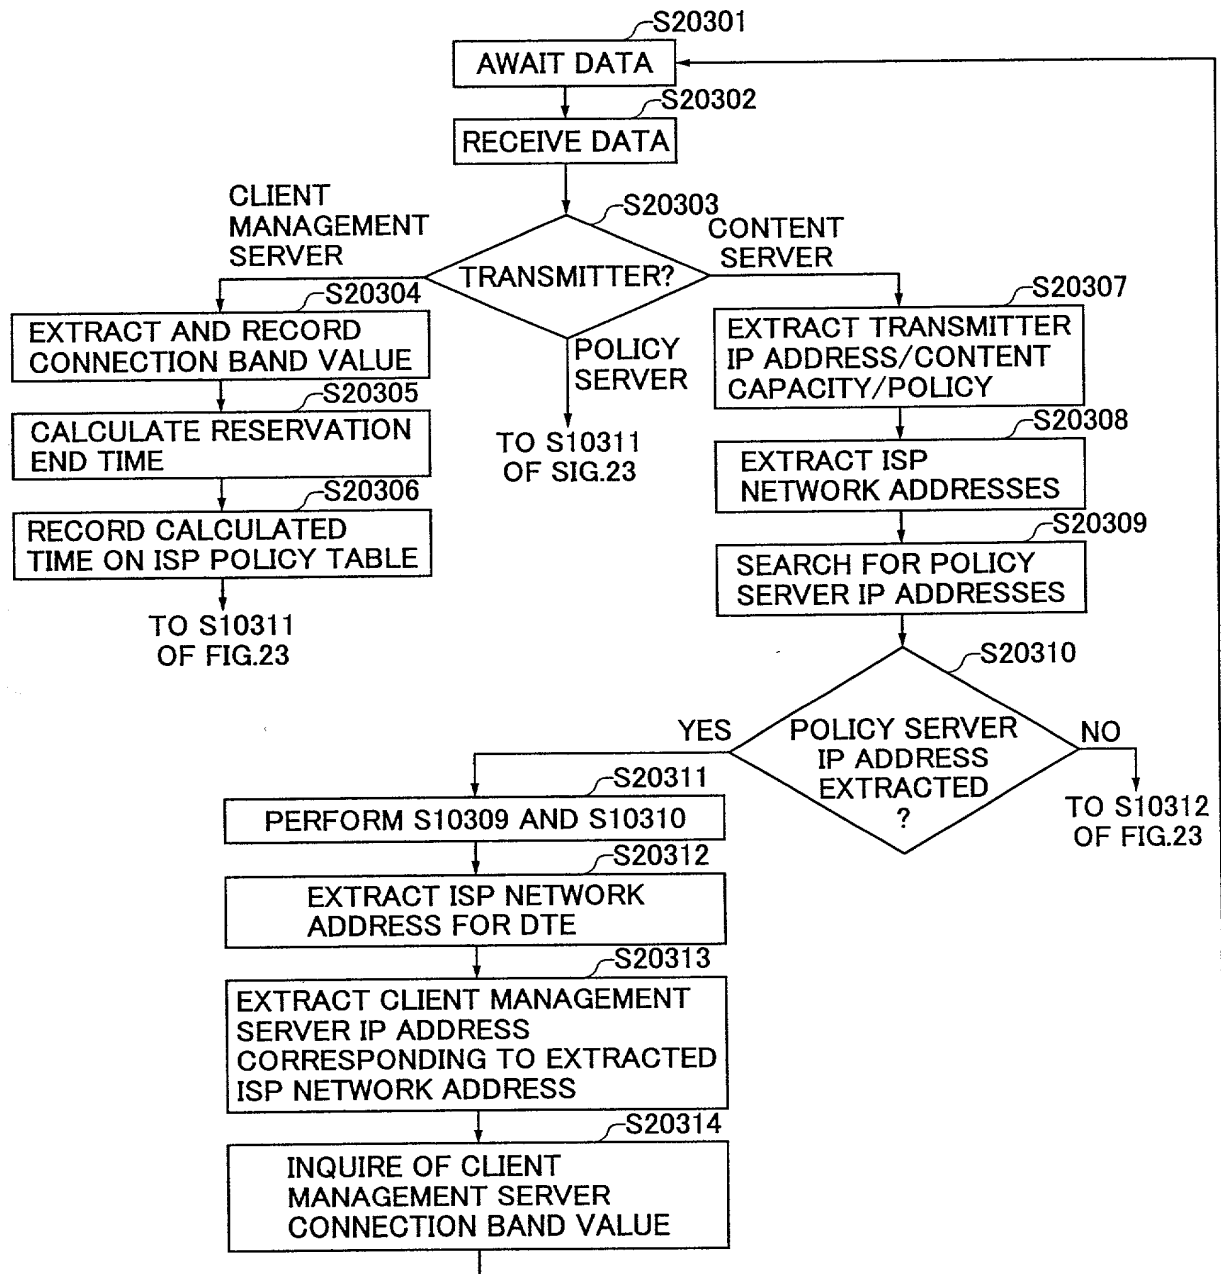 S20301
AWAIT DATA
S20302
RECEIVE DATA
S20303
TRANSMITTER?
CLIENT
MANAGEMENT
SERVER
CONTENT
SERVER
POLICY
SERVER
S20304
EXTRACT AND RECORD
CONNECTION BAND VALUE
S20305
CALCULATE RESERVATION
END TIME
S20306
RECORD CALCULATED
TIME ON ISP POLICY TABLE
TO S10311
OF FIG.23
TO S10311
OF SIG.23
S20307
EXTRACT TRANSMITTER
IP ADDRESS/CONTENT
CAPACITY/POLICY
S20308
EXTRACT ISP
NETWORK ADDRESSES
S20309
SEARCH FOR POLICY
SERVER IP ADDRESSES
S20310
POLICY SERVER
IP ADDRESS
EXTRACTED
?
YES
NO
TO S10312
OF FIG.23
S20311
PERFORM S10309 AND S10310
S20312
EXTRACT ISP NETWORK
ADDRESS FOR DTE
S20313
EXTRACT CLIENT MANAGEMENT
SERVER IP ADDRESS
CORRESPONDING TO EXTRACTED
ISP NETWORK ADDRESS
S20314
INQUIRE OF CLIENT
MANAGEMENT SERVER
CONNECTION BAND VALUE